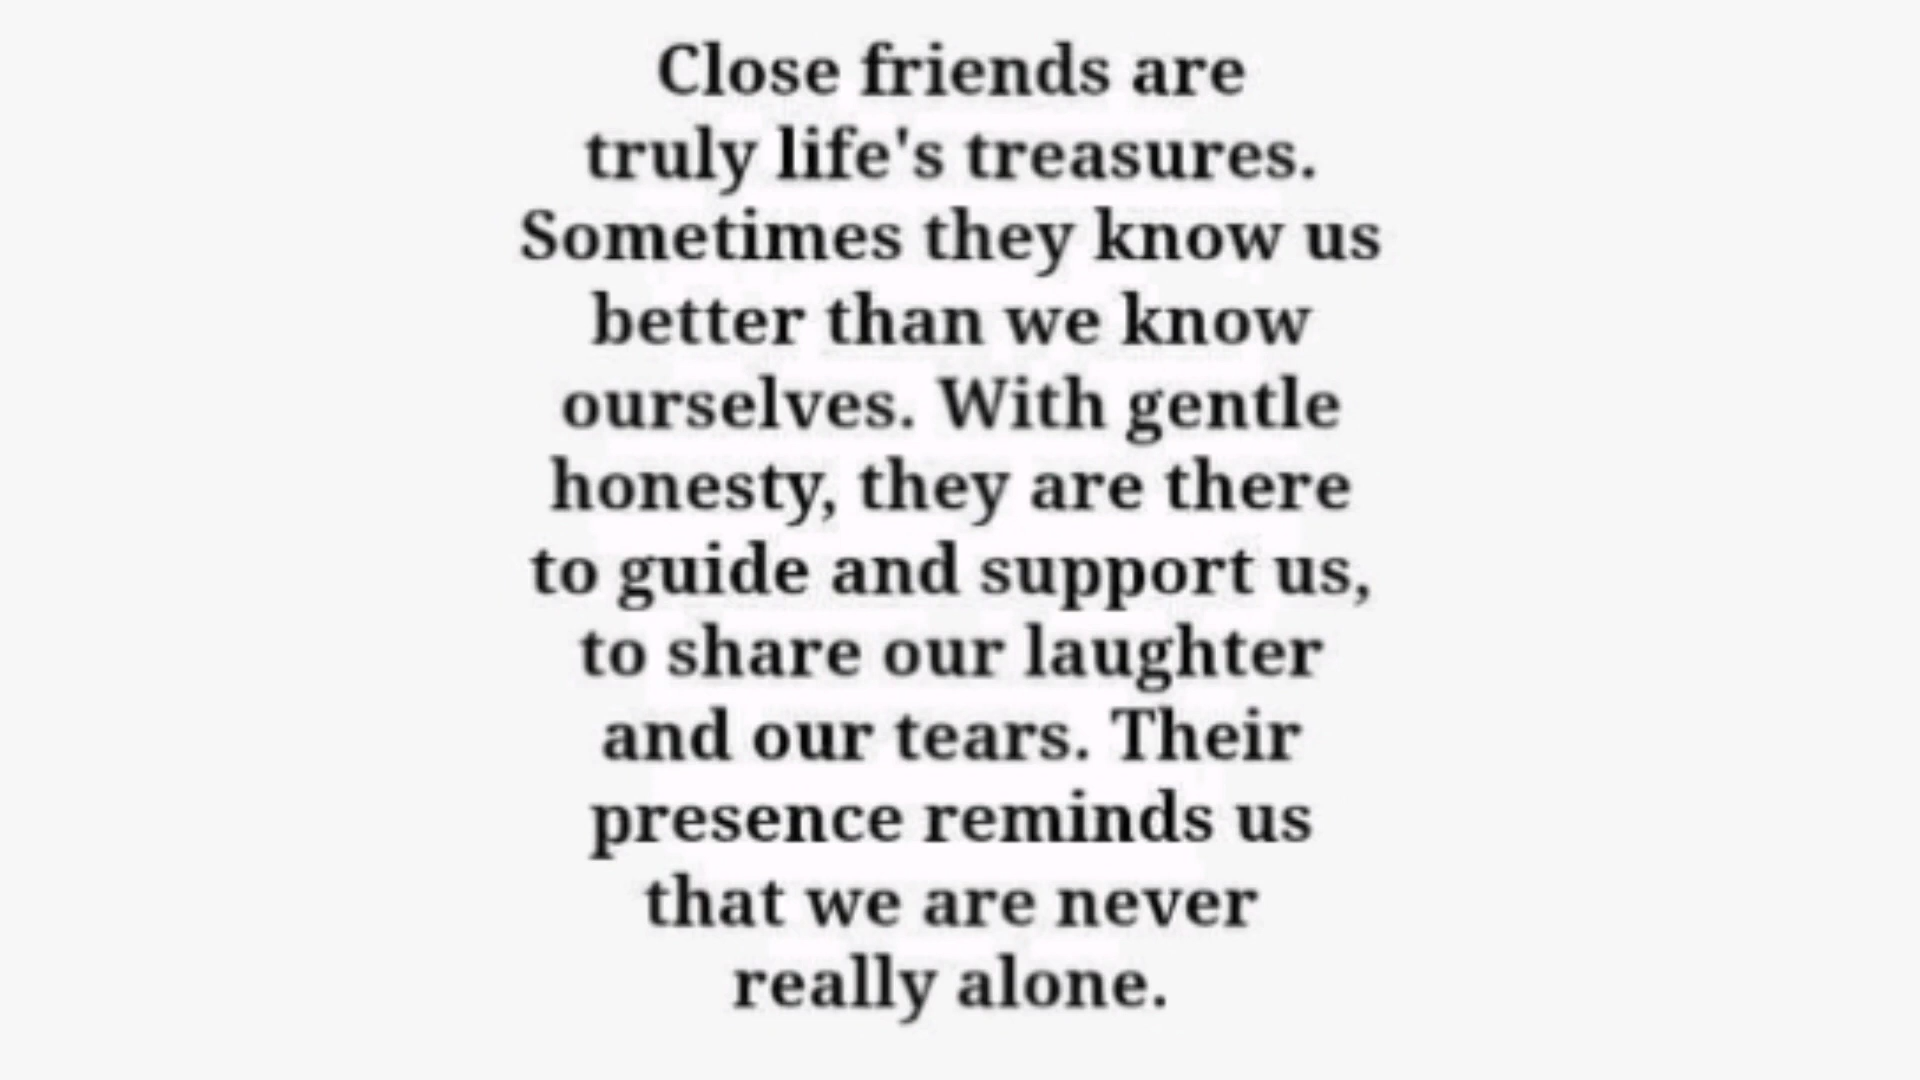 Close friends are
truly life's treasures.
Sometimes they know us
better than we know
ourselves. With gentle
honesty, they are there
to guide and support us,
to share our laughter
and our tears. Their
presence reminds us
that we are never
really alone.